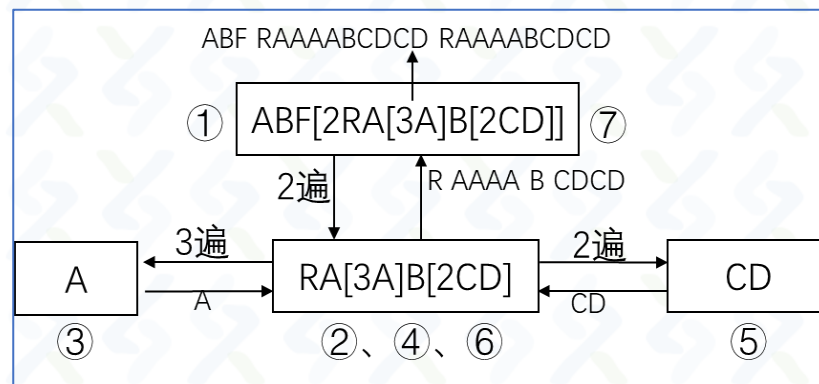 ABF RAAAABCDCD RAAAABCDCD
① ABF[2RA[3A]B[2CD]] ⑦
2遍 R AAAA B CDCD
3遍 2遍
A RA[3A]B[2CD] CD
A CD
③ ②、④、⑥ ⑤